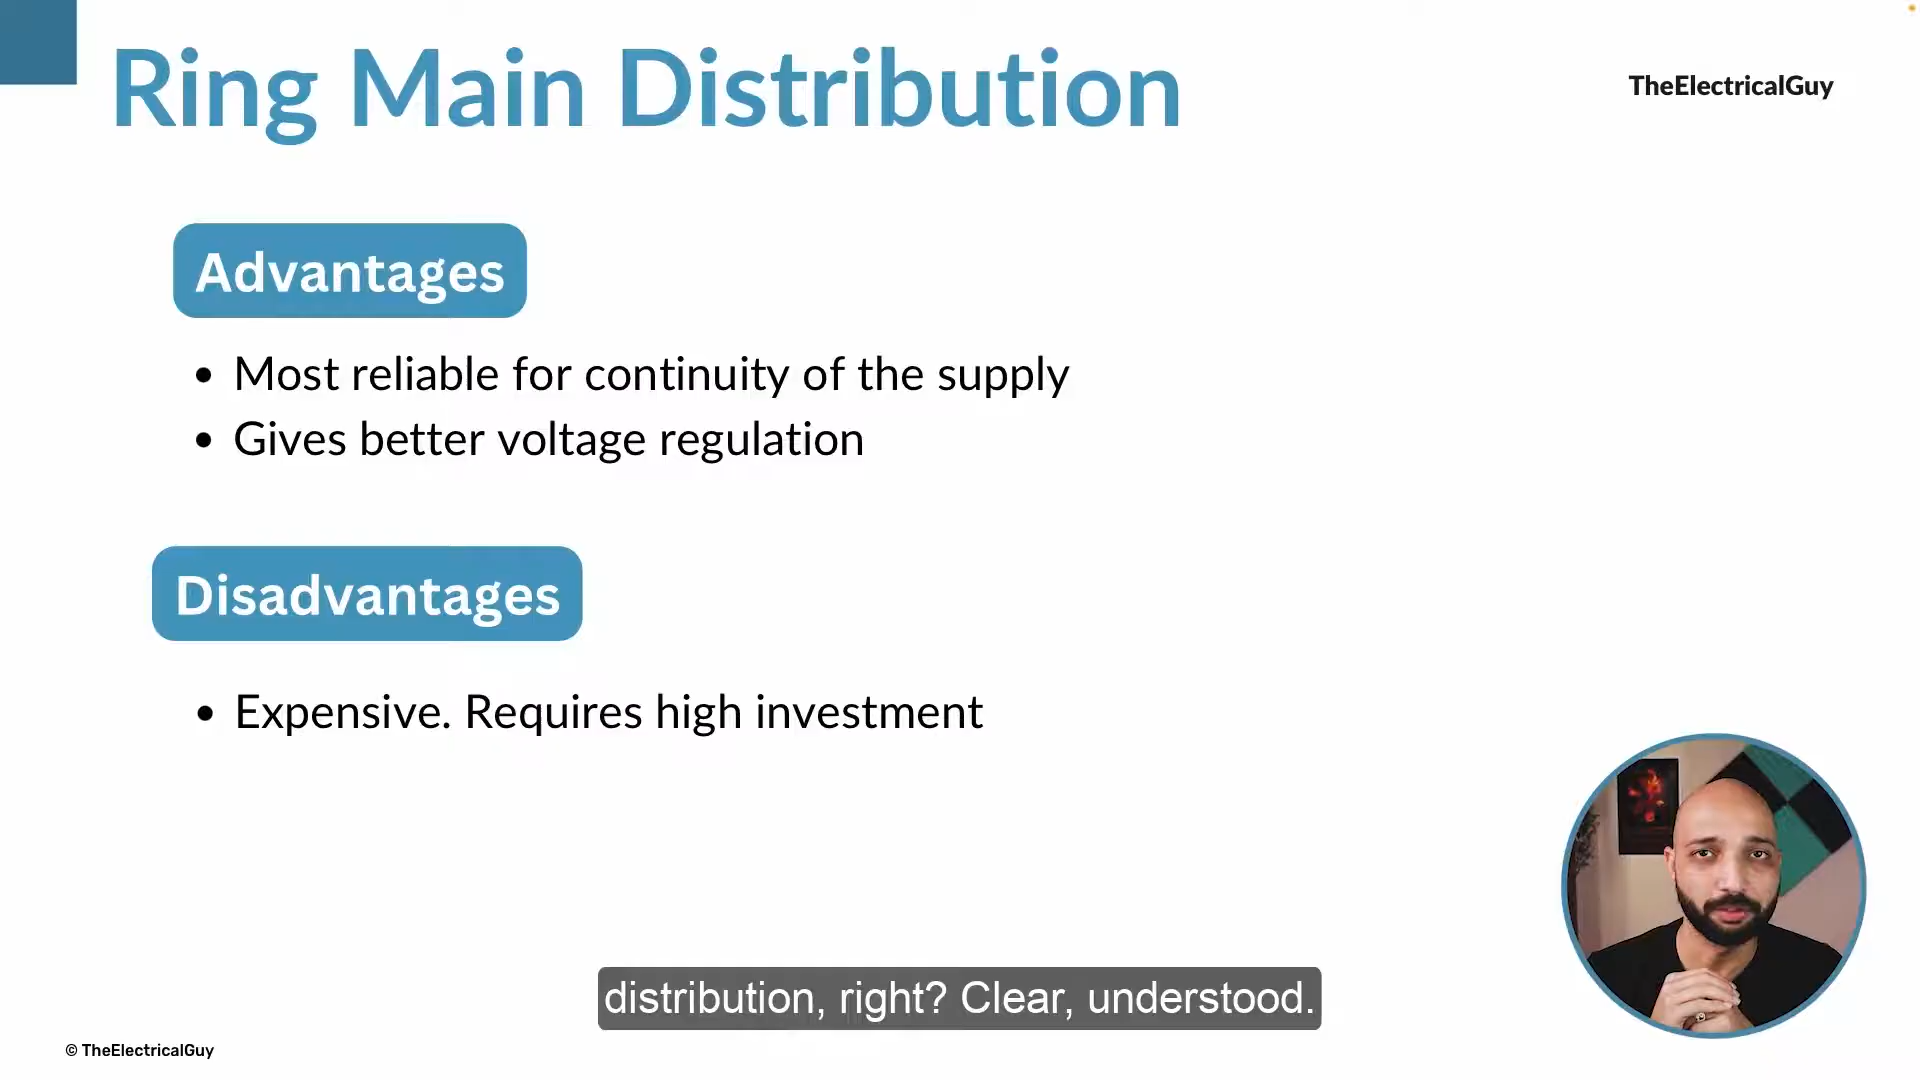 Ring Main Distribution
TheElectricalGuy
Advantages
• Most reliable for continuity of the supply
• Gives better voltage regulation
Disadvantages
• Expensive. Requires high investment
distribution, right? Clear, understood.
© TheElectricalGuy